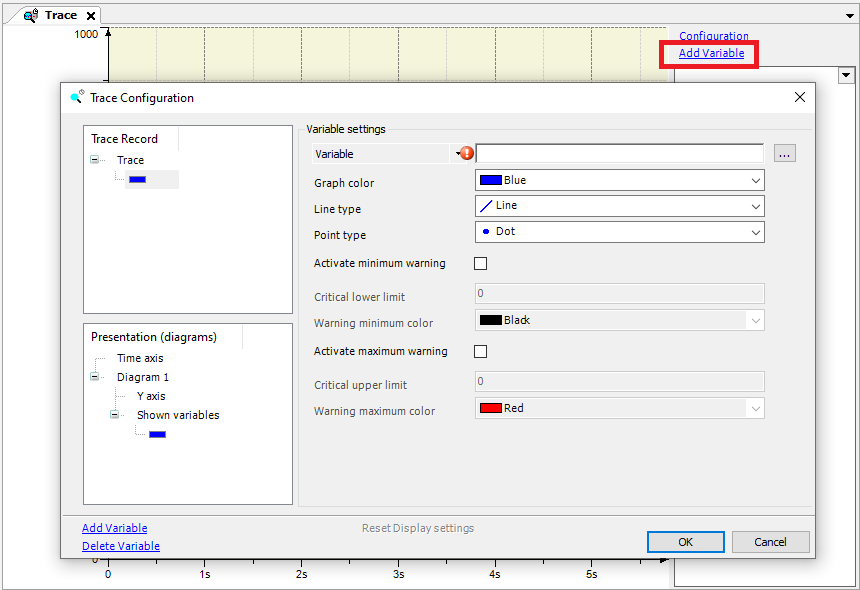 Trace
1000
Configuration
Add Variable
Trace Configuration
Trace Record
Trace
Variable settings
Variable
...
Graph color
Blue
Line type
Line
Point type
Dot
Activate minimum warning
Critical lower limit
0
Warning minimum color
Black
Activate maximum warning
Critical upper limit
0
Warning maximum color
Red
Presentation (diagrams)
Time axis
Diagram 1
Y axis
Shown variables
Add Variable
Delete Variable
Reset Display settings
OK
Cancel
0
0 1s 2s 3s 4s 5s